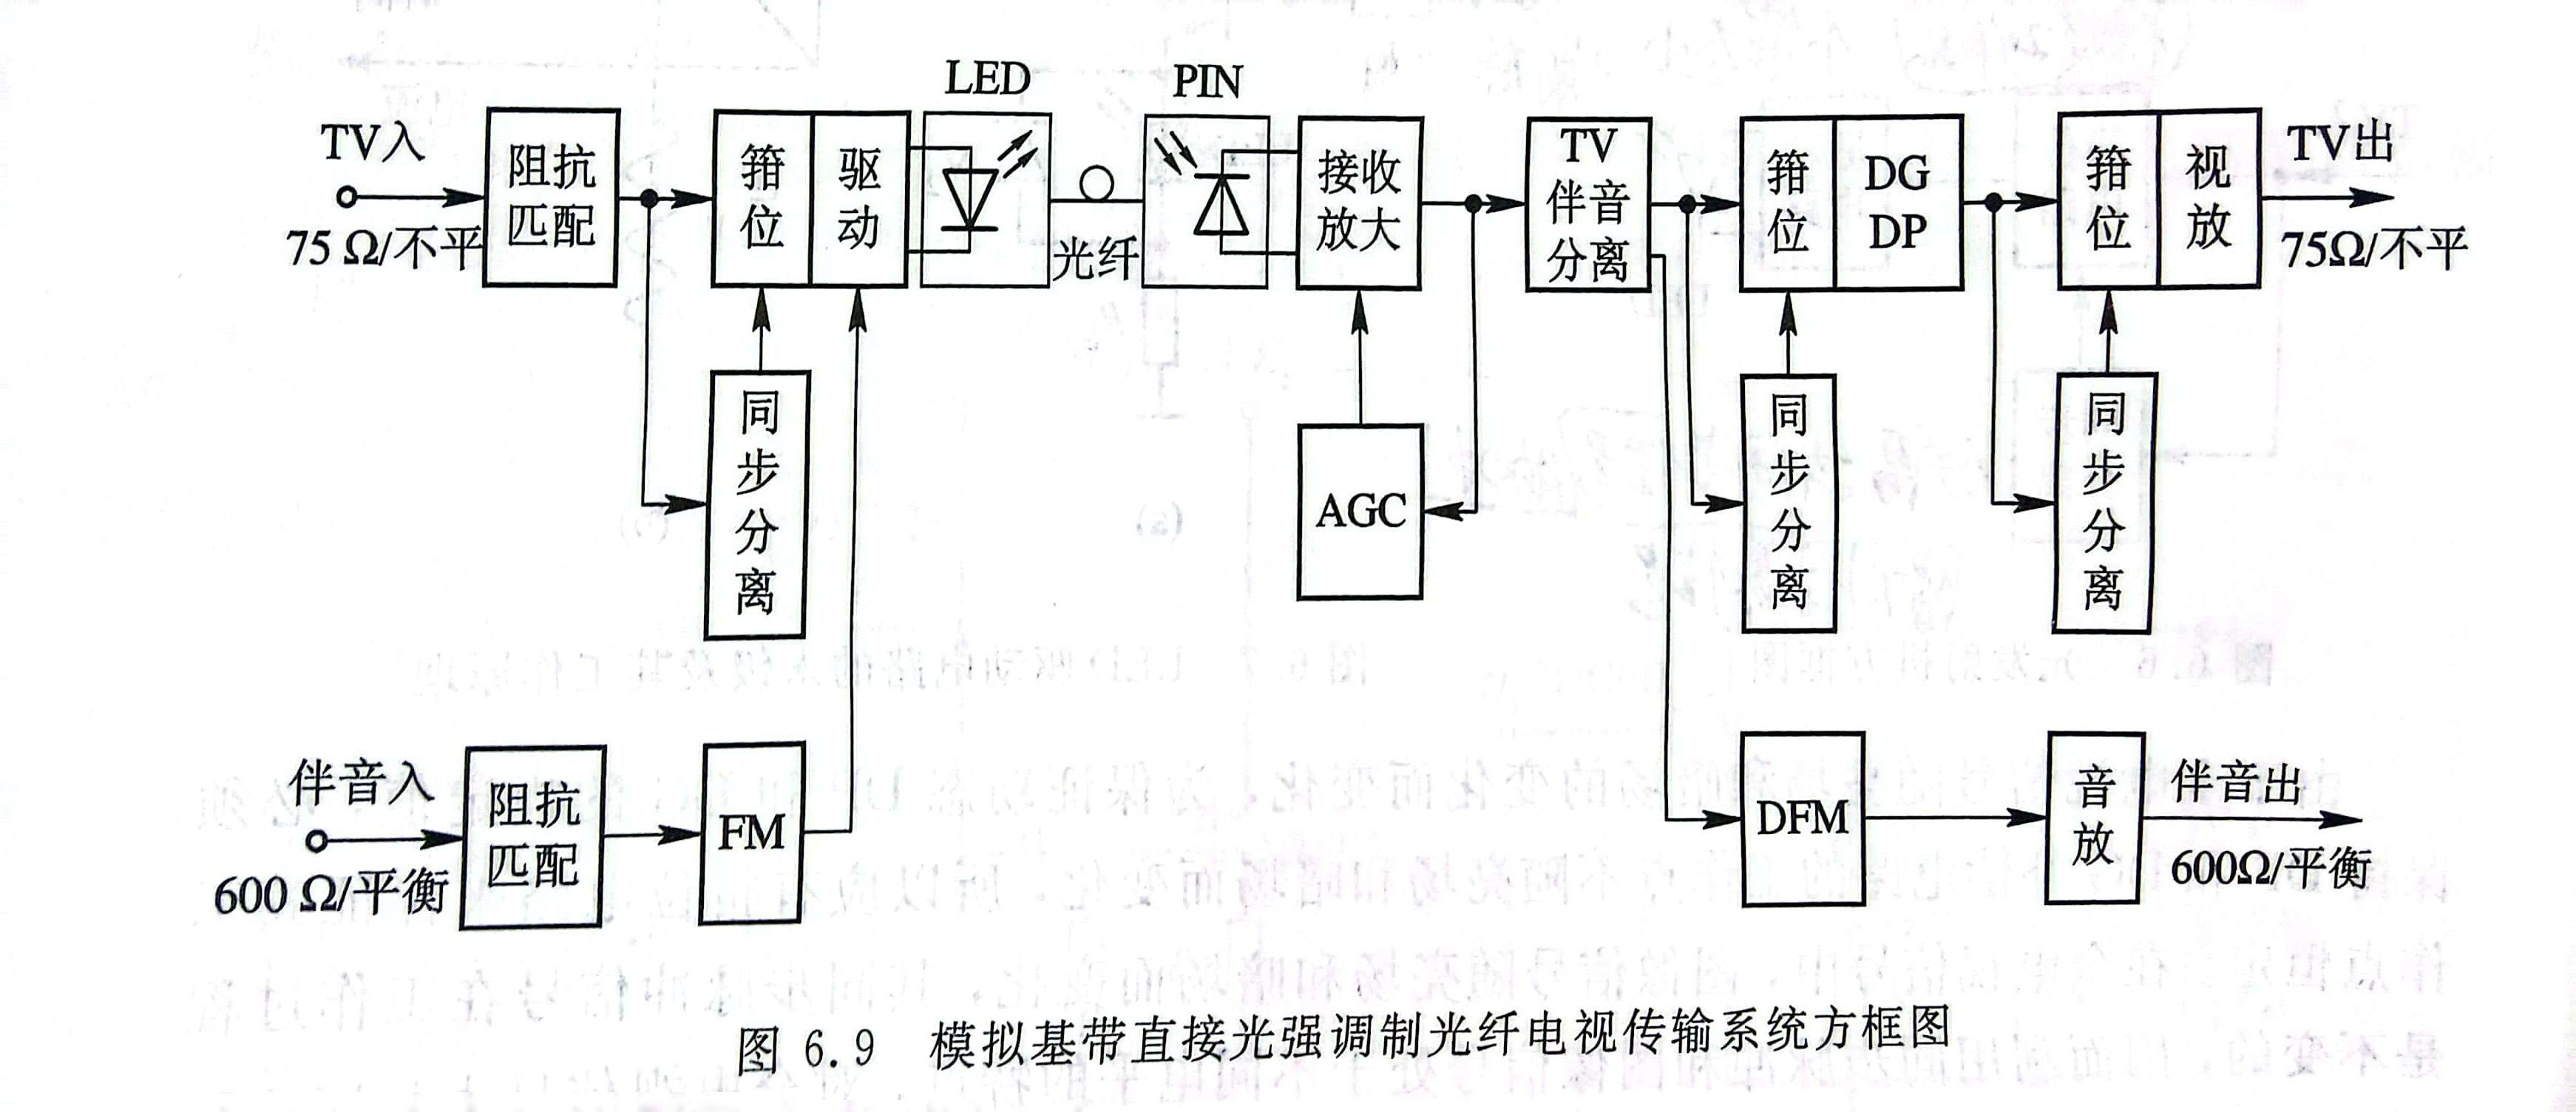 LED
PIN
TV入
75 Ω/不平
阻抗
匹配
箝位
驱动
光纤
接收
放大
TV
伴音
分离
箝位
DG
DP
箝位
视放
TV出
75Ω/不平
同步分离
AGC
同步分离
同步分离
伴音入
600 Ω/平衡
阻抗
匹配
FM
DFM
音放
伴音出
600Ω/平衡
图 6.9 模拟基带直接光强调制光纤电视传输系统方框图